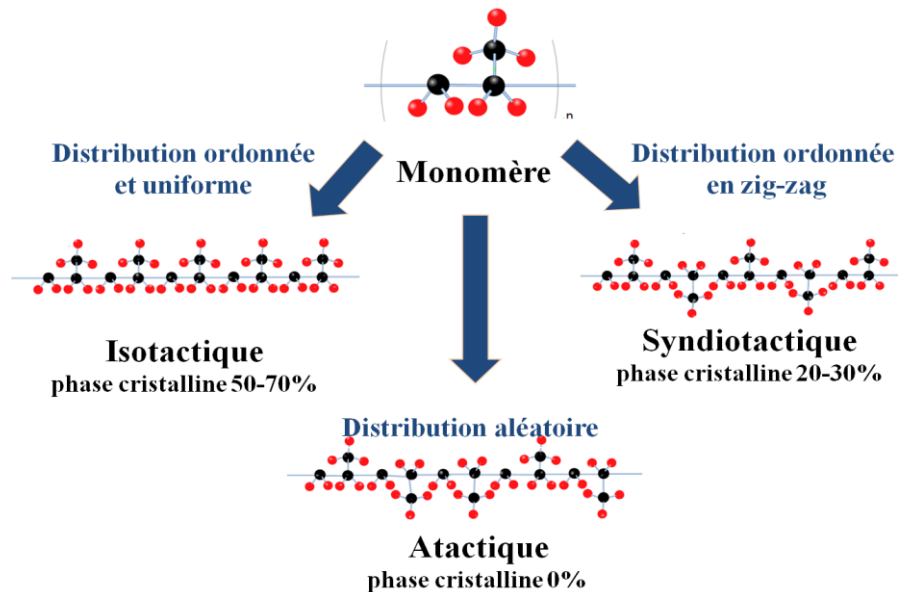 n
Distribution ordonnée
et uniforme
Monomère
Distribution ordonnée
en zig-zag
Isotactique
phase cristalline 50-70%
Syndiotactique
phase cristalline 20-30%
Distribution aléatoire
Atactique
phase cristalline 0%